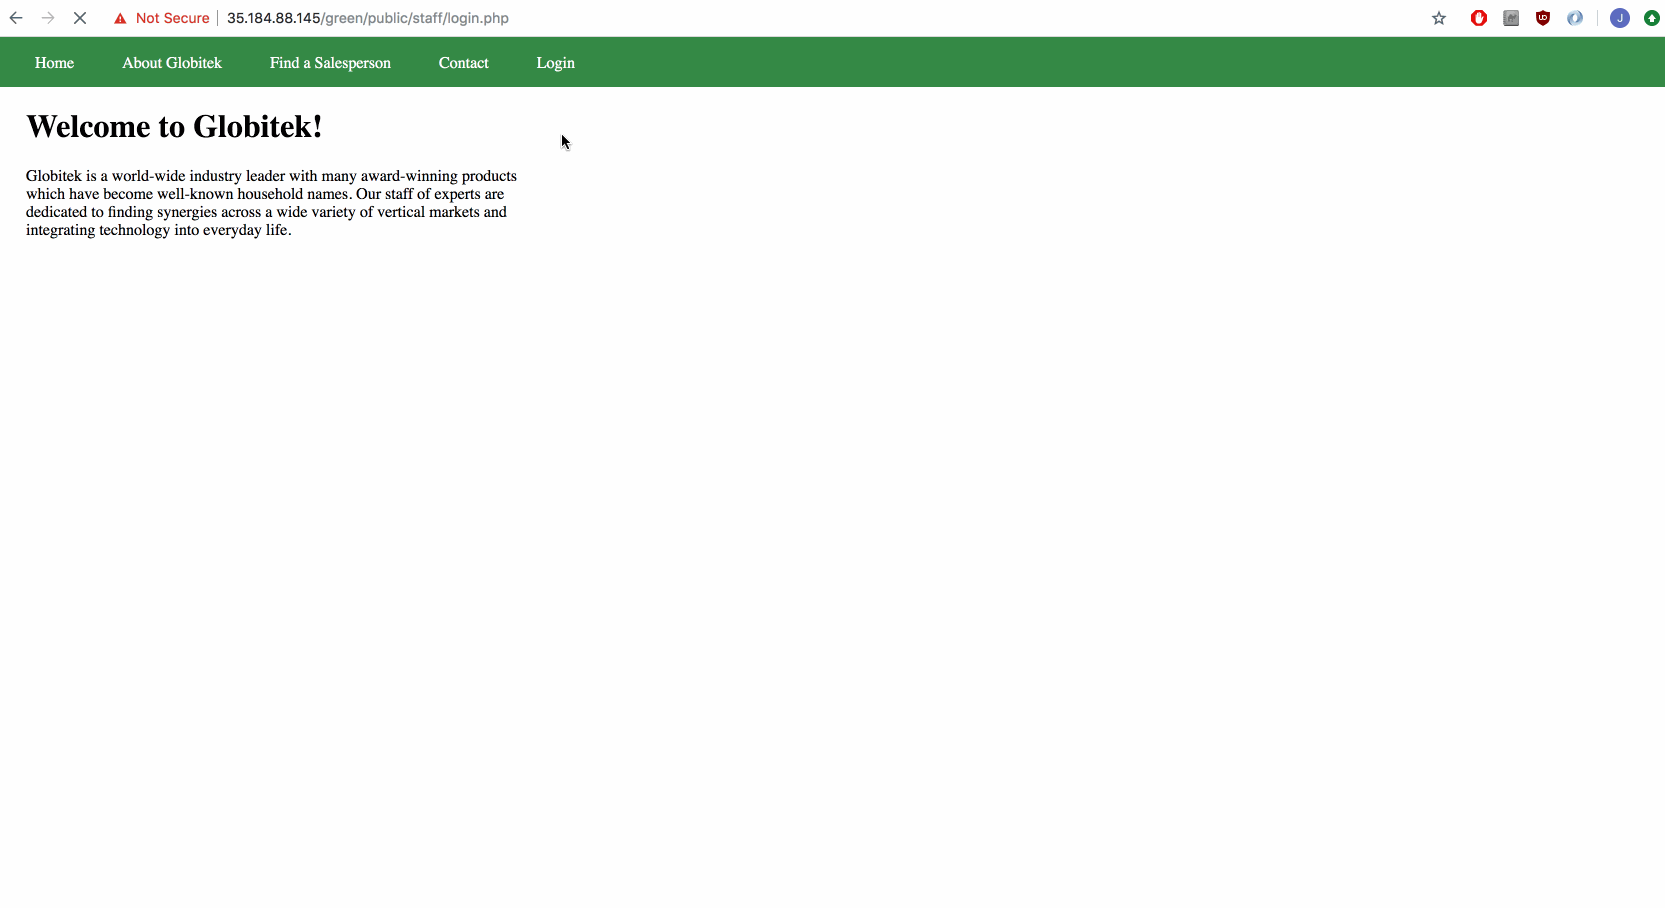 Not Secure 35.184.88.145/green/public/staff/login.php J
Home About Globitek Find a Salesperson Contact Login
Welcome to Globitek!
Globitek is a world-wide industry leader with many award-winning products
which have become well-known household names. Our staff of experts are
dedicated to finding synergies across a wide variety of vertical markets and
integrating technology into everyday life.